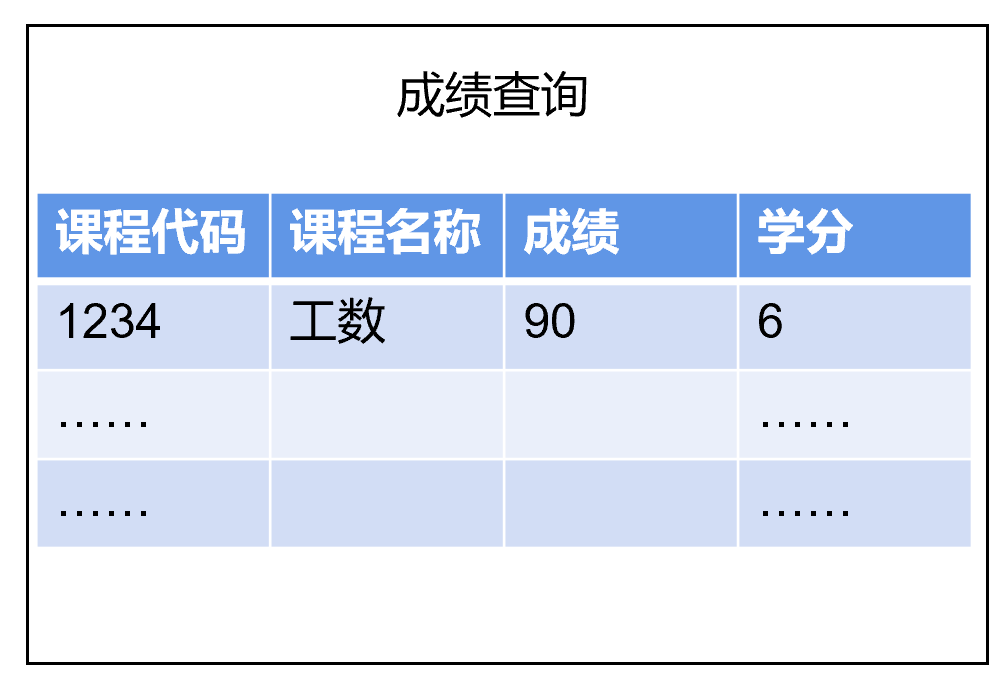 成绩查询
课程代码 课程名称 成绩 学分
1234 工数 90 6
…… ……
…… ……